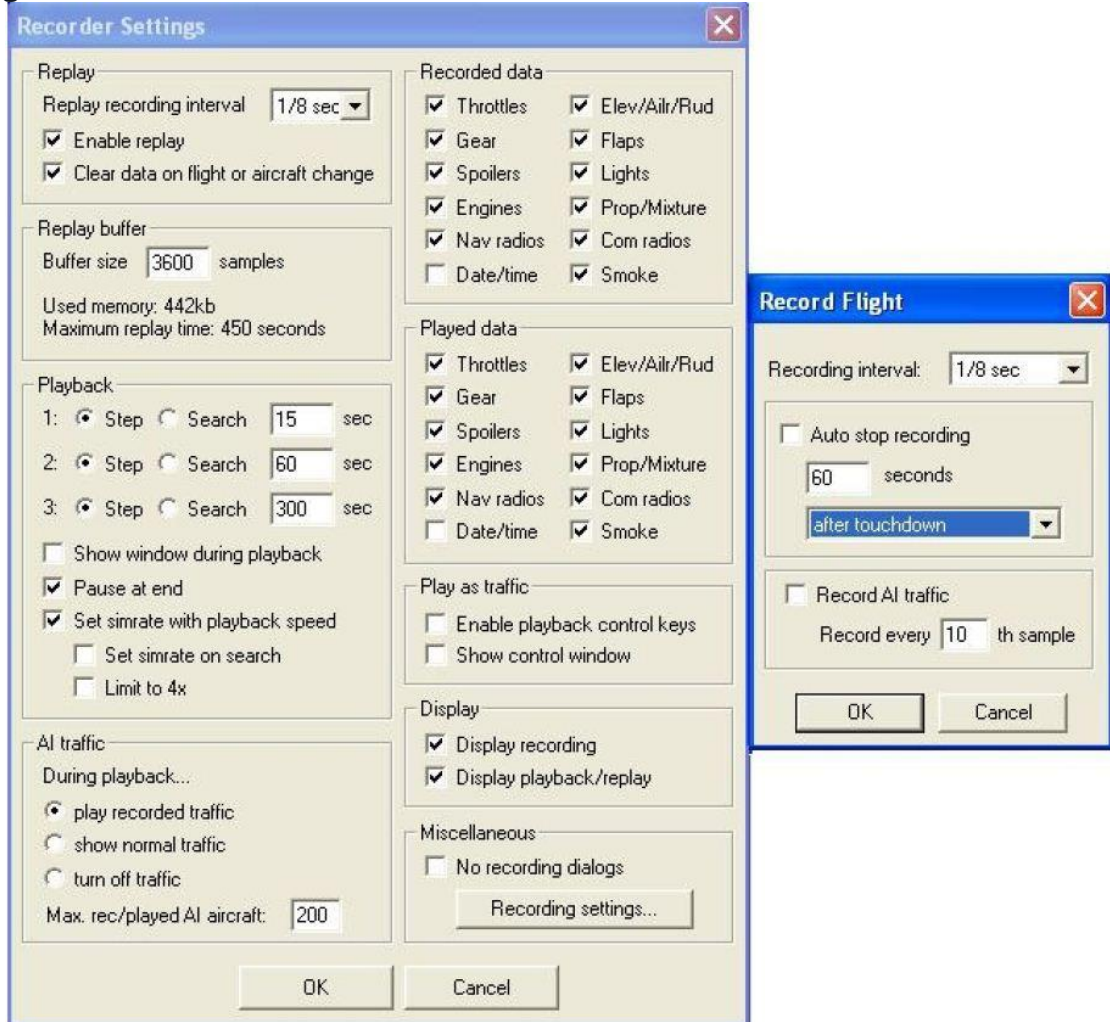 Recorder Settings
Replay
Replay recording interval 1/8 sec
Enable replay
Clear data on flight or aircraft change
Replay buffer
Buffer size 3600 samples
Used memory: 442kb
Maximum replay time: 450 seconds
Playback
1: Step Search 15 sec
2: Step Search 60 sec
3: Step Search 300 sec
Show window during playback
Pause at end
Set simrate with playback speed
Set simrate on search
Limit to 4x
AI traffic
During playback...
play recorded traffic
show normal traffic
turn off traffic
Max. rec/played AI aircraft: 200
Recorded data
Throttles Elev/Ailr/Rud
Gear Flaps
Spoilers Lights
Engines Prop/Mixture
Nav radios Com radios
Date/time Smoke
Played data
Throttles Elev/Ailr/Rud
Gear Flaps
Spoilers Lights
Engines Prop/Mixture
Nav radios Com radios
Date/time Smoke
Play as traffic
Enable playback control keys
Show control window
Display
Display recording
Display playback/replay
Miscellaneous
No recording dialogs
Recording settings...
OK Cancel
Record Flight
Recording interval: 1/8 sec
Auto stop recording
60 seconds
after touchdown
Record AI traffic
Record every 10 th sample
OK Cancel